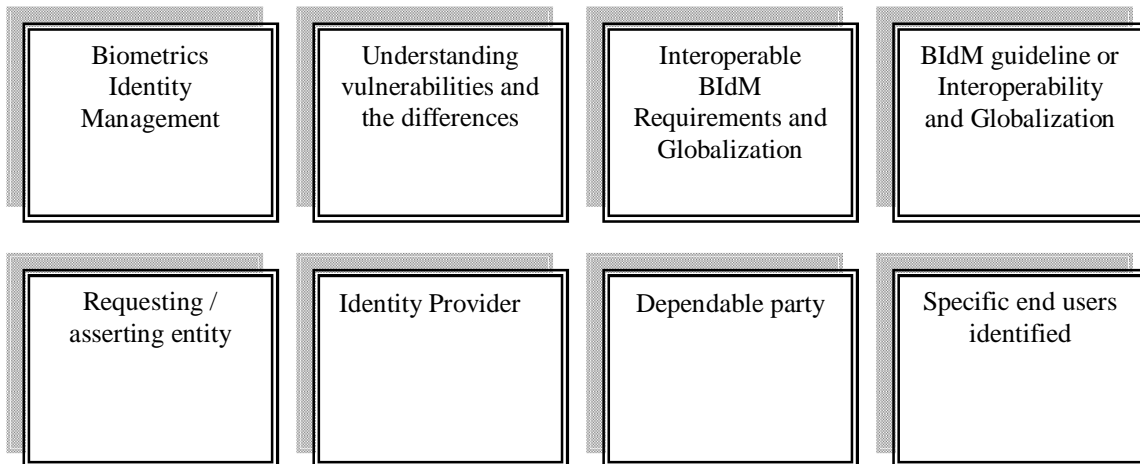 Biometrics
Identity
Management
Understanding
vulnerabilities and
the differences
Interoperable
BIdM
Requirements and
Globalization
BIdM guideline or
Interoperability
and Globalization
Requesting /
asserting entity
Identity Provider
Dependable party
Specific end users
identified